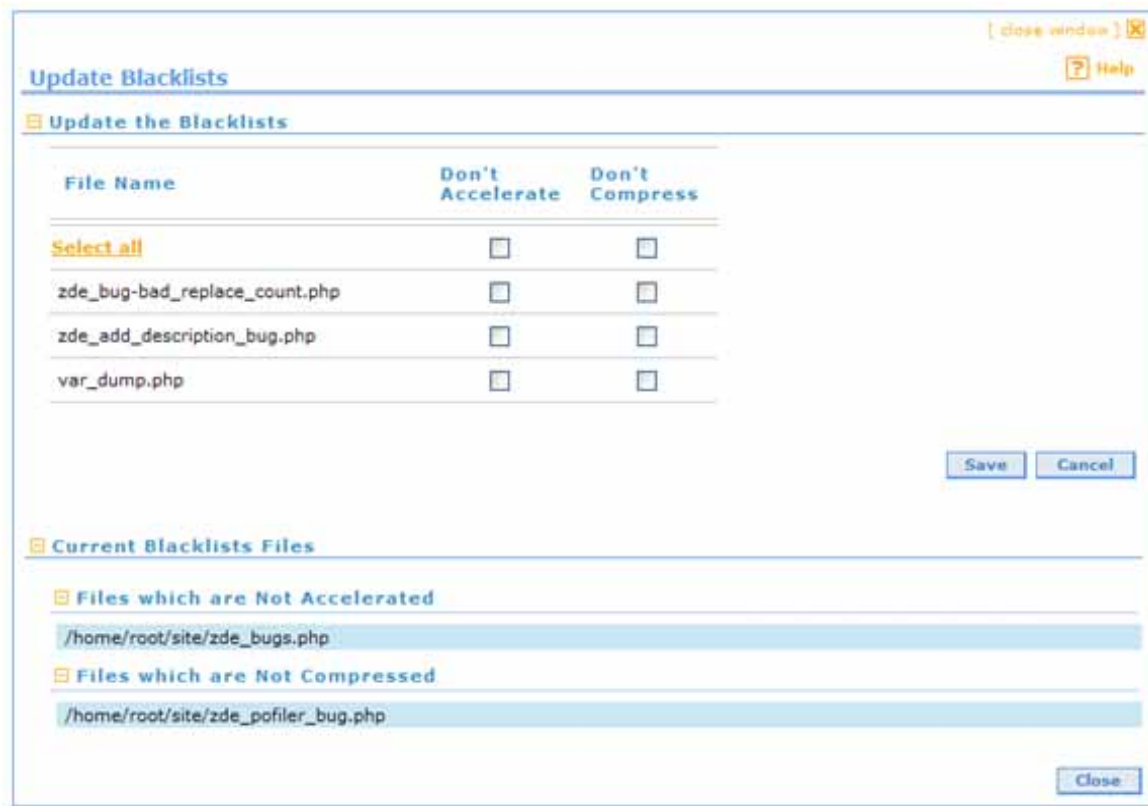 [ close window ]
Update Blacklists
? Help
Update the Blacklists
File Name Don't Accelerate Don't Compress
Select all
zde_bug-bad_replace_count.php
zde_add_description_bug.php
var_dump.php
Save Cancel
Current Blacklists Files
Files which are Not Accelerated
/home/root/site/zde_bugs.php
Files which are Not Compressed
/home/root/site/zde_pofiler_bug.php
Close